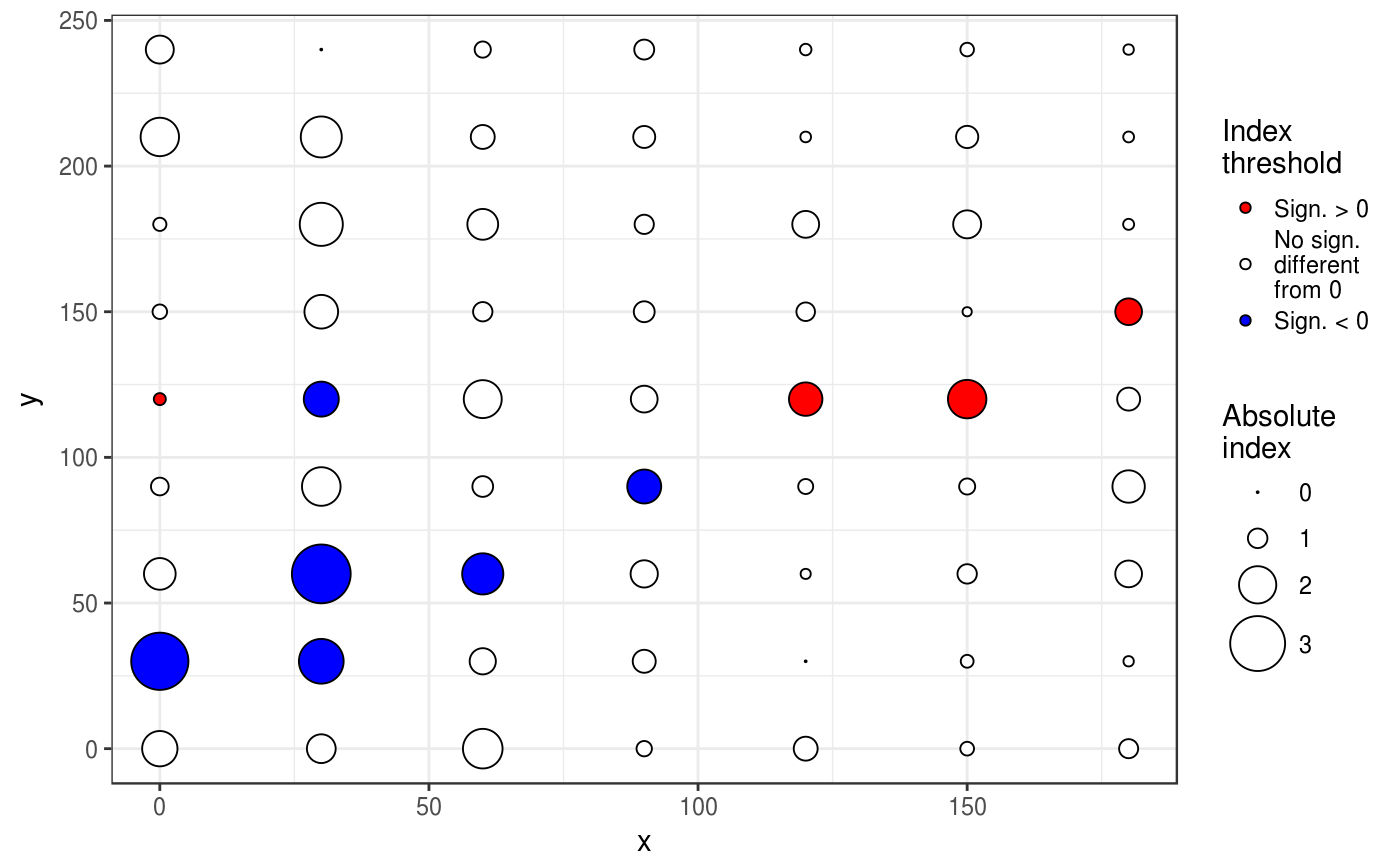 250
200
150
100
50
0
y
0
50
100
150
x
Index
threshold
Sign. > 0
No sign.
different
from 0
Sign. < 0
Absolute
index
0
1
2
3